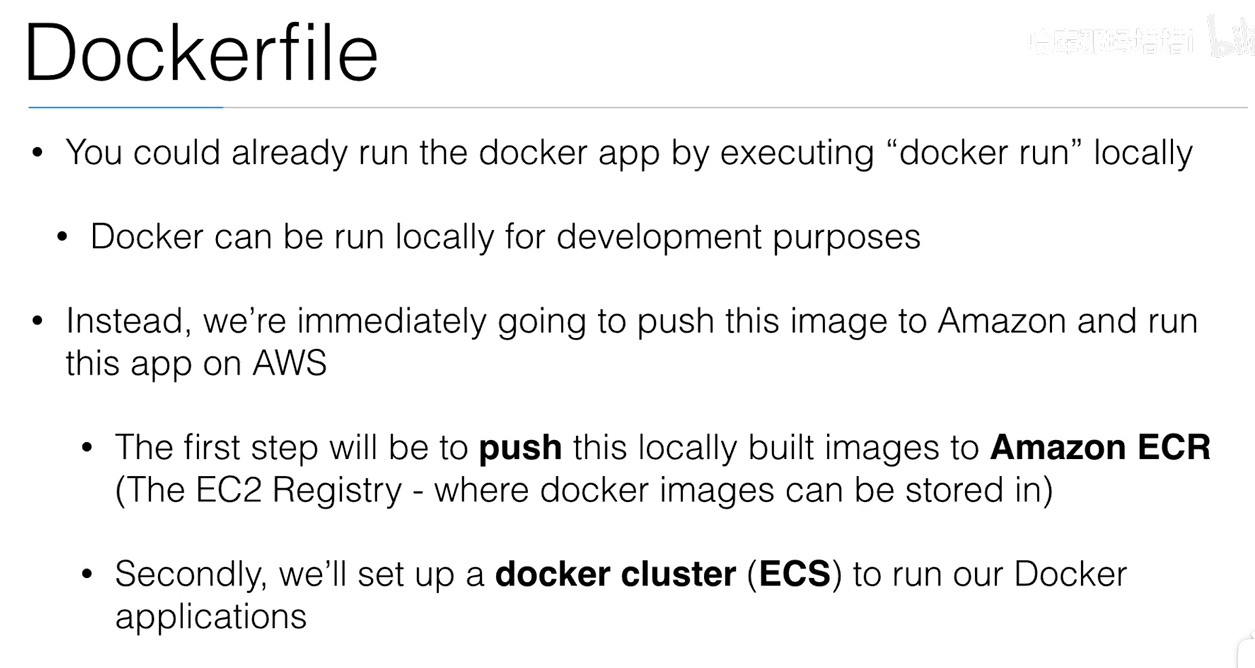 Dockerfile
• You could already run the docker app by executing “docker run” locally
• Docker can be run locally for development purposes
• Instead, we’re immediately going to push this image to Amazon and run
this app on AWS
• The first step will be to push this locally built images to Amazon ECR
(The EC2 Registry - where docker images can be stored in)
• Secondly, we’ll set up a docker cluster (ECS) to run our Docker
applications